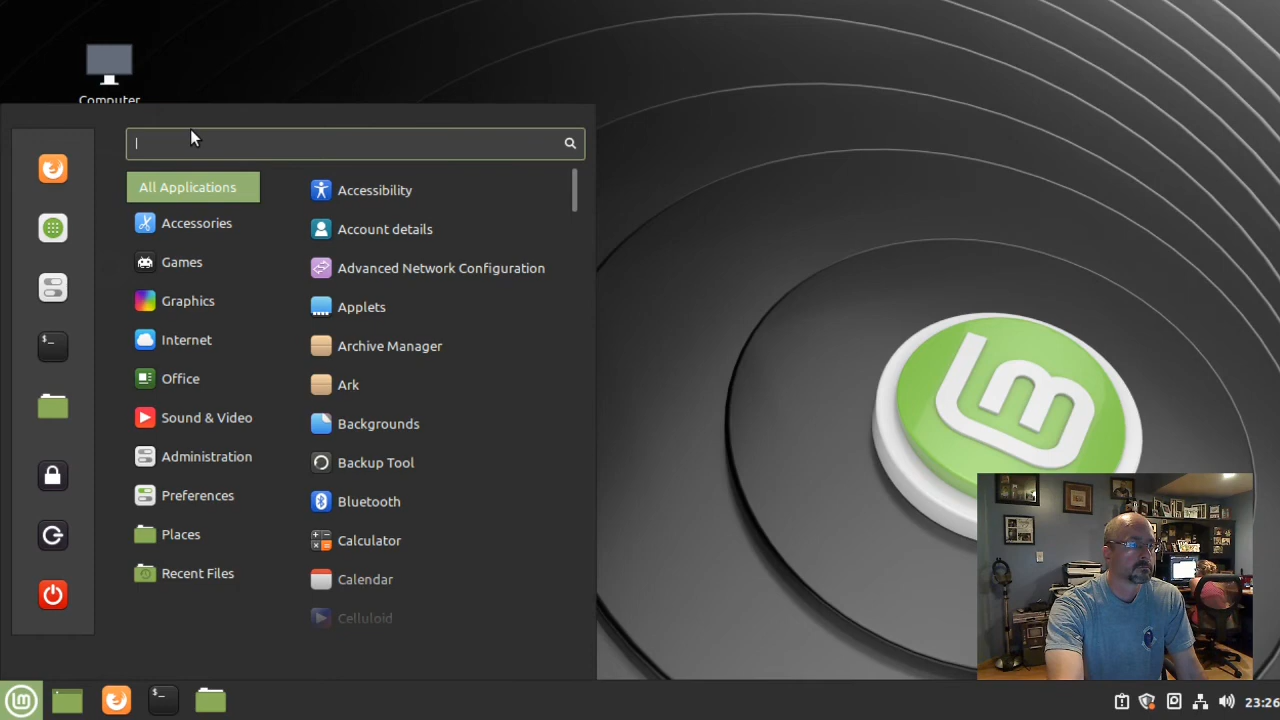 Computer
All Applications
Accessories
Games
Graphics
Internet
Office
Sound & Video
Administration
Preferences
Places
Recent Files
Accessibility
Account details
Advanced Network Configuration
Applets
Archive Manager
Ark
Backgrounds
Backup Tool
Bluetooth
Calculator
Calendar
Celluloid
23:26